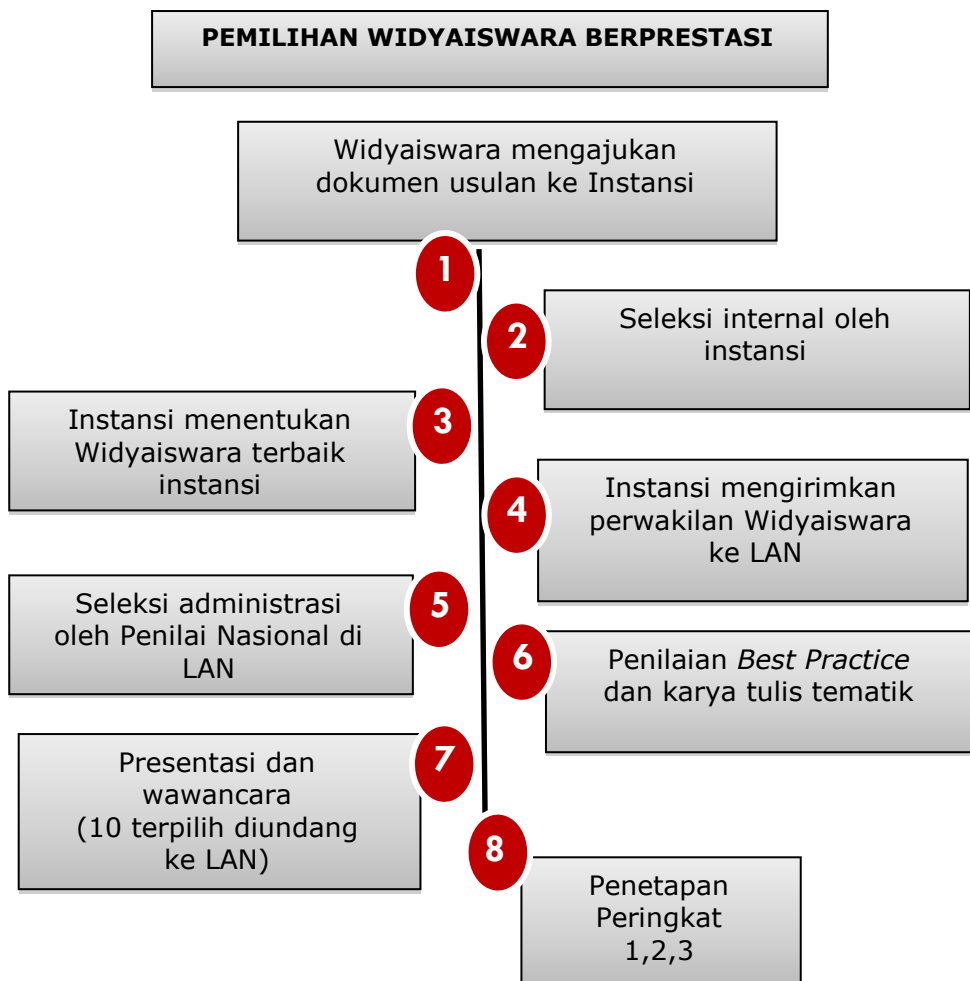 PEMILIHAN WIDYAISWARA BERPRESTASI
Widyaiswara mengajukan
dokumen usulan ke Instansi
1
2
Seleksi internal oleh
instansi
3
Instansi menentukan
Widyaiswara terbaik
instansi
4
Instansi mengirimkan
perwakilan Widyaiswara
ke LAN
5
Seleksi administrasi
oleh Penilai Nasional di
LAN
6
Penilaian Best Practice
dan karya tulis tematik
7
Presentasi dan
wawancara
(10 terpilih diundang
ke LAN)
8
Penetapan
Peringkat
1,2,3